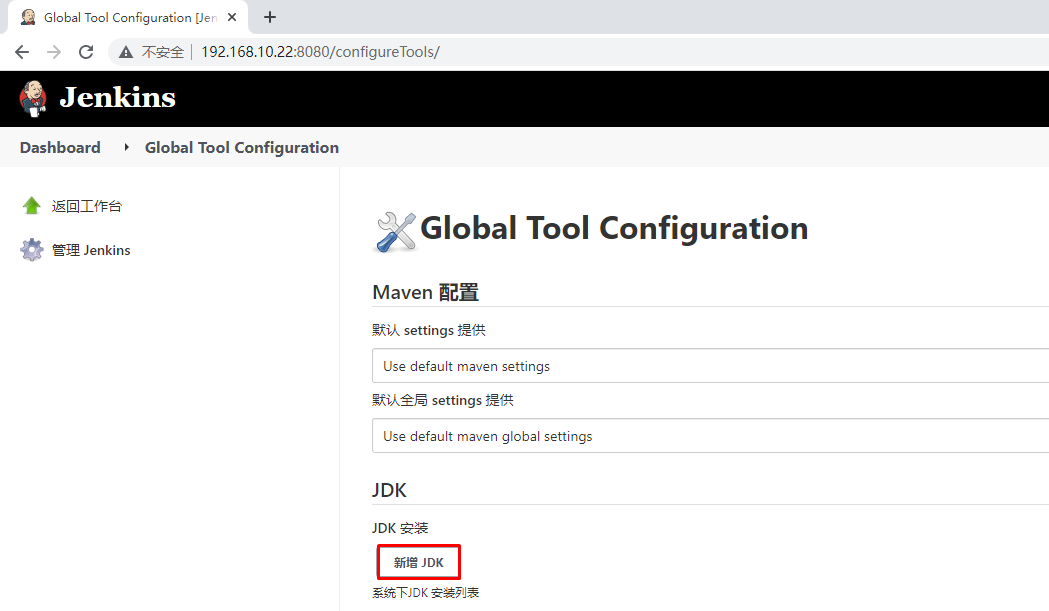 Global Tool Configuration [Jen
不安全
192.168.10.22:8080/configureTools/
Jenkins
Dashboard
Global Tool Configuration
返回工作台
管理 Jenkins
Global Tool Configuration
Maven 配置
默认 settings 提供
Use default maven settings
默认全局 settings 提供
Use default maven global settings
JDK
JDK 安装
新增 JDK
系统下JDK 安装列表